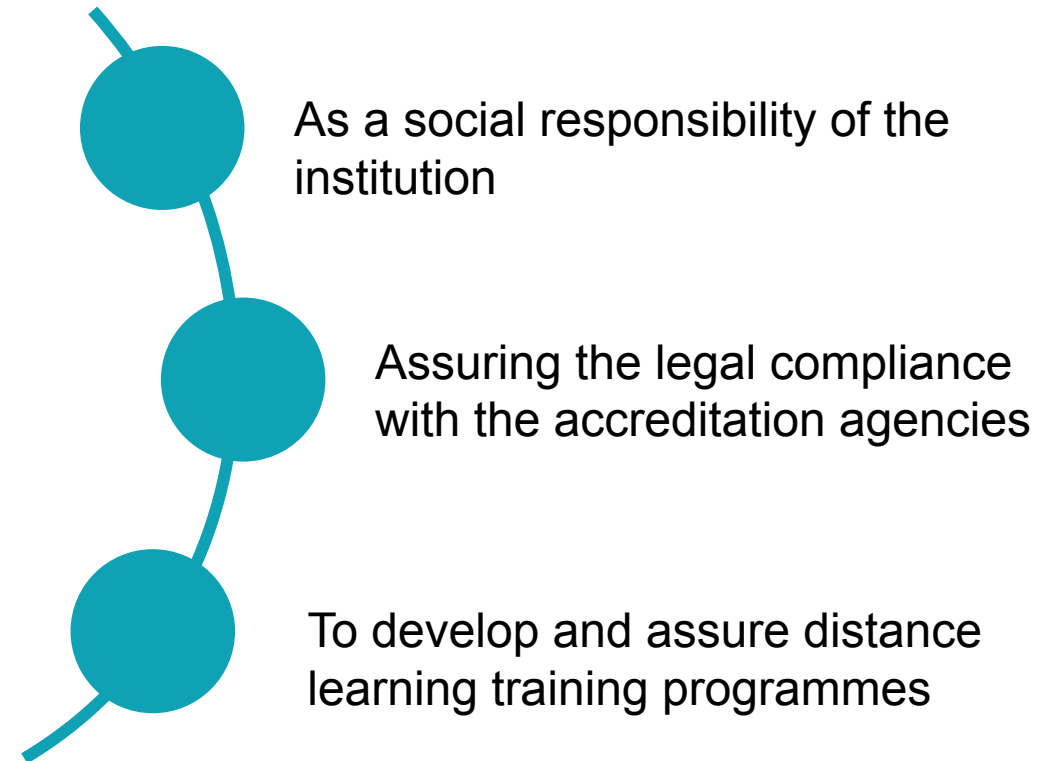 As a social responsibility of the
institution
Assuring the legal compliance
with the accreditation agencies
To develop and assure distance
learning training programmes